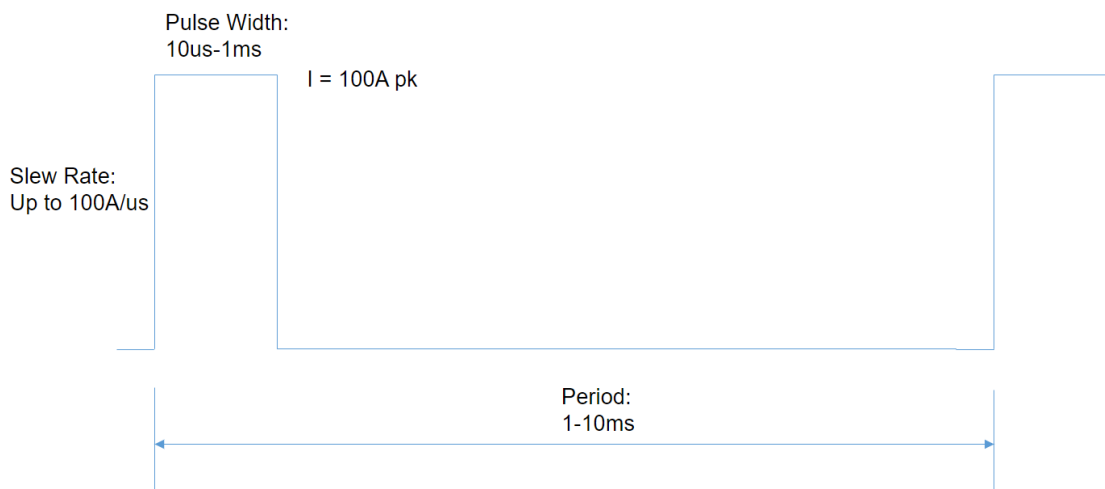 Pulse Width:
10us-1ms
I = 100A pk
Slew Rate:
Up to 100A/us
Period:
1-10ms